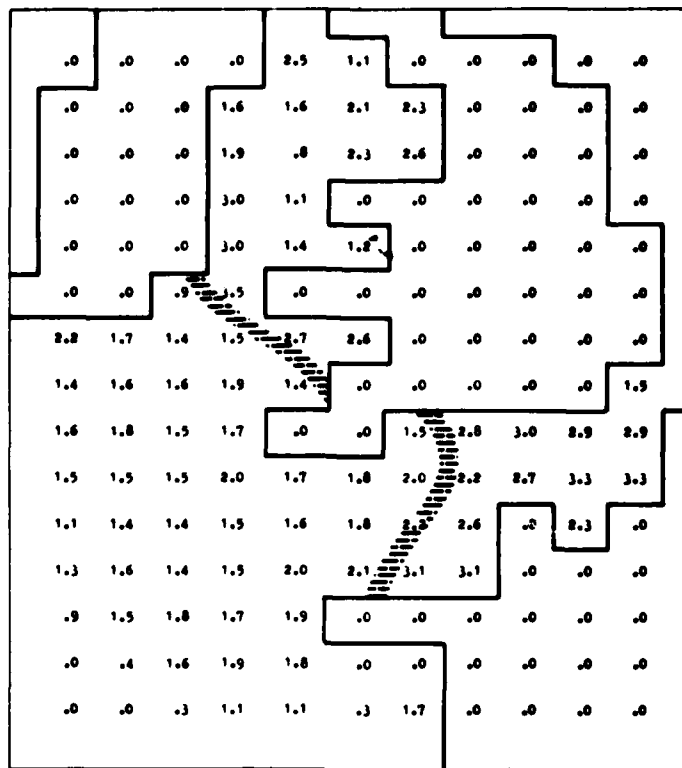 .0 .0 .0 .0 2.5 1.1 .0 .0 .0 .0 .0
.0 .0 .0 1.6 1.6 2.1 2.3 .0 .0 .0 .0
.0 .0 .0 1.9 .8 2.3 2.6 .0 .0 .0 .0
.0 .0 .0 3.0 1.1 .0 .0 .0 .0 .0 .0
.0 .0 .0 3.0 1.4 1.2 .0 .0 .0 .0 .0
.0 .0 .9 .0 .0 .0 .0 .0 .0 .0
2.2 1.7 1.4 1.5 2.7 2.6 .0 .0 .0 .0 .0
1.4 1.6 1.6 1.9 1.4 .0 .0 .0 .0 .0 1.5
1.6 1.8 1.5 1.7 .0 .0 1.5 2.8 3.0 2.9 2.9
1.5 1.5 1.5 2.0 1.7 1.8 2.0 2.2 2.7 3.3 3.3
1.1 1.4 1.4 1.5 1.6 1.8 2.6 .0 2.3 .0
1.3 1.6 1.4 1.5 2.0 2.1 3.1 3.1 .0 .0 .0
.9 1.5 1.8 1.7 1.9 .0 .0 .0 .0 .0 .0
.0 .4 1.6 1.9 1.8 .0 .0 .0 .0 .0 .0
.0 .0 .3 1.1 1.1 .3 1.7 .0 .0 .0 .0